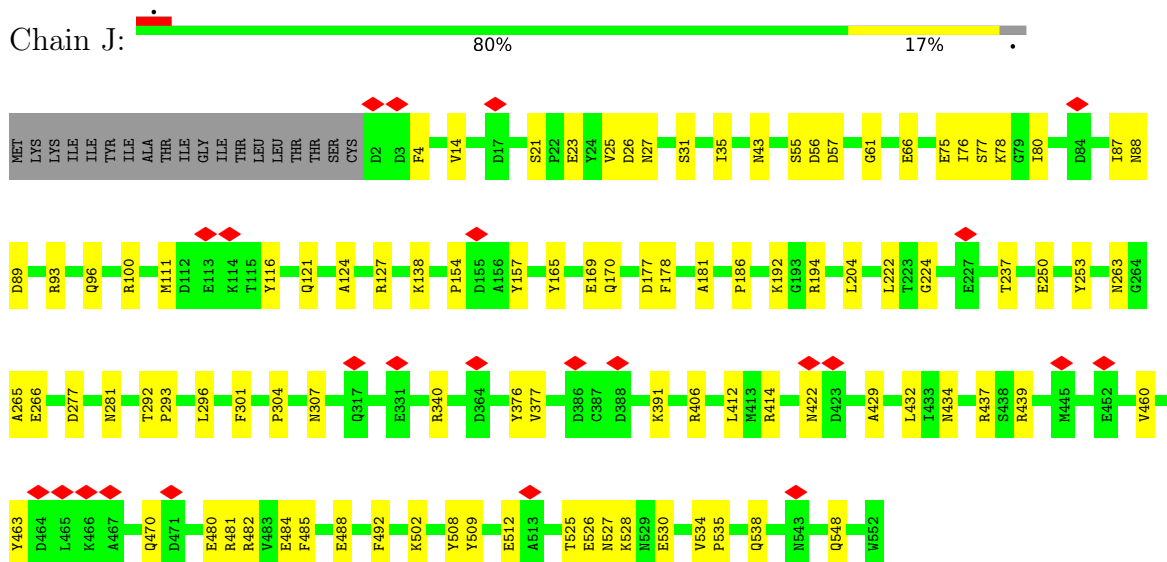 Chain J:
80% 17%
MET LYS LYS ILE ILE TYR ILE ALA THR ILE GLY ILE THR LEU LEU THR THR SER CYS D2 D3 F4 V14 D17 S21 P22 E23 Y24 V25 D26 N27 S31 I35 N43 S55 D56 D57 G61 E66 E75 I76 S77 K78 G79 I80 D84 I87 N88
D89 R93 Q96 R100 M111 D112 E113 K114 T115 Y116 Q121 A124 R127 K138 P154 D155 A156 Y157 Y165 E169 Q170 D177 F178 A181 P186 K192 G193 R194 L204 L222 T223 G224 E227 T237 E250 Y253 N263 G264
A265 E266 D277 N281 T292 P293 L296 F301 P304 N307 Q317 E331 R340 D364 Y376 V377 D386 C387 D388 K391 R406 L412 M413 R414 N422 D423 A429 L432 I433 N434 R437 S438 R439 M445 E452 V460
Y463 D464 L465 K466 A467 Q470 D471 E480 R481 R482 V483 E484 F485 E488 F492 K502 Y508 Y509 E512 A513 T525 E526 N527 K528 N529 E530 V534 P535 Q538 N543 Q548 W552